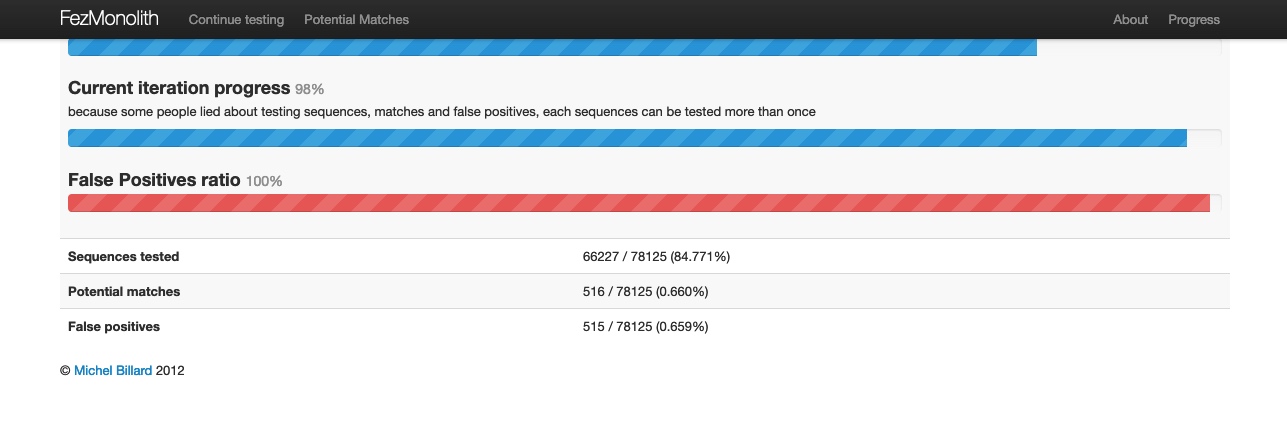 FezMonolith Continue testing Potential Matches About Progress
Current iteration progress 98%
because some people lied about testing sequences, matches and false positives, each sequences can be tested more than once
False Positives ratio 100%
Sequences tested 66227 / 78125 (84.771%)
Potential matches 516 / 78125 (0.660%)
False positives 515 / 78125 (0.659%)
© Michel Billard 2012